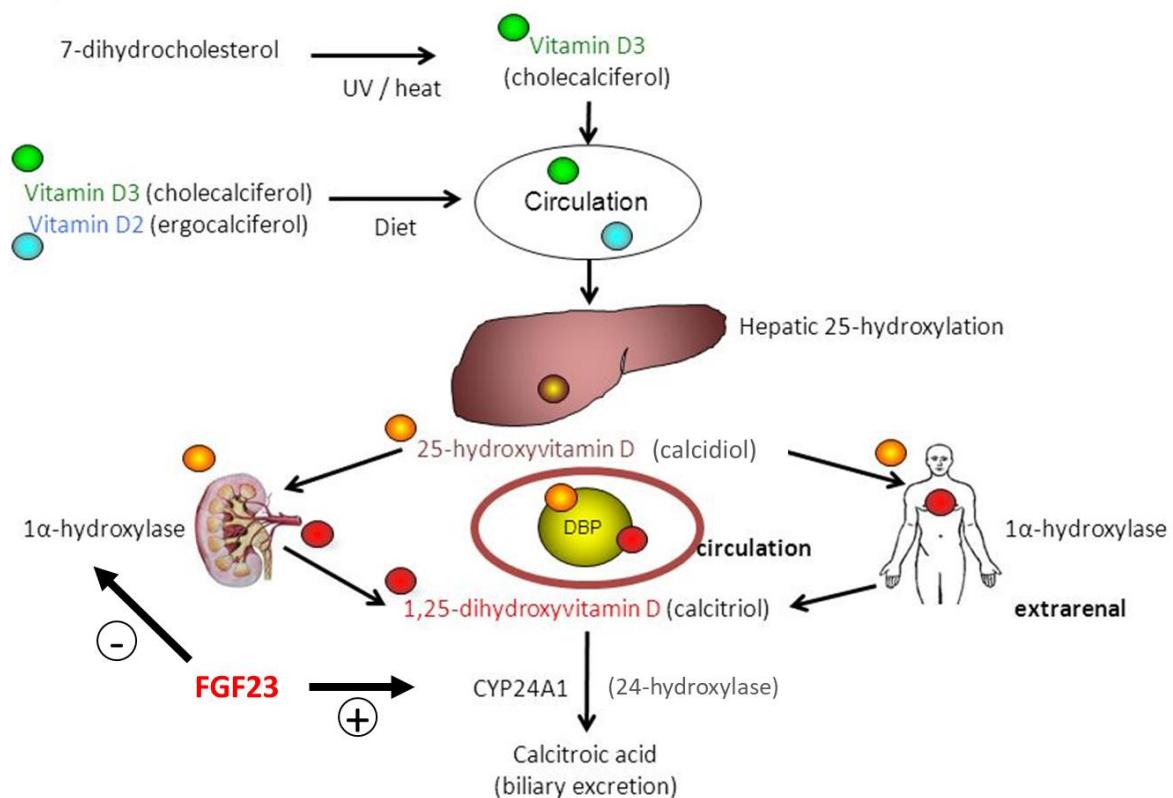 7-dihydrocholesterol
UV / heat
Vitamin D3
(cholecalciferol)
Vitamin D3 (cholecalciferol)
Vitamin D2 (ergocalciferol)
Diet
Circulation
Hepatic 25-hydroxylation
25-hydroxyvitamin D (calcidiol)
1α-hydroxylase
DBP
circulation
1α-hydroxylase
extrarenal
1,25-dihydroxyvitamin D (calcitriol)
-
FGF23
+
CYP24A1 (24-hydroxylase)
Calcitroic acid
(biliary excretion)